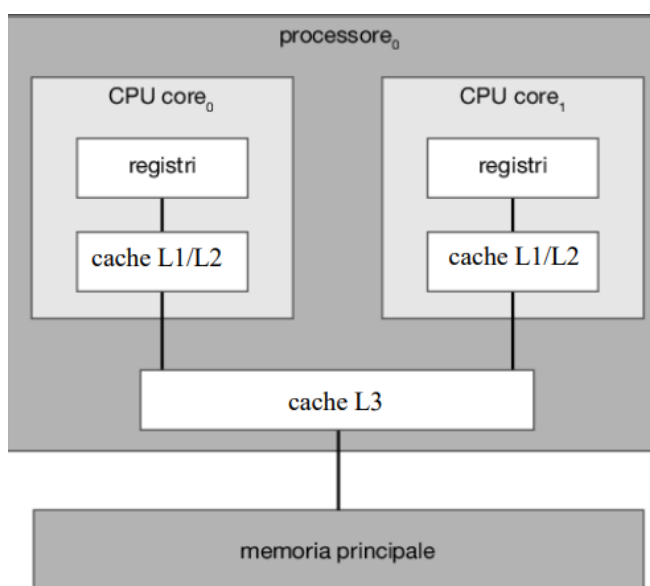 processore₀
CPU core₀
CPU core₁
registri
registri
cache L1/L2
cache L1/L2
cache L3
memoria principale